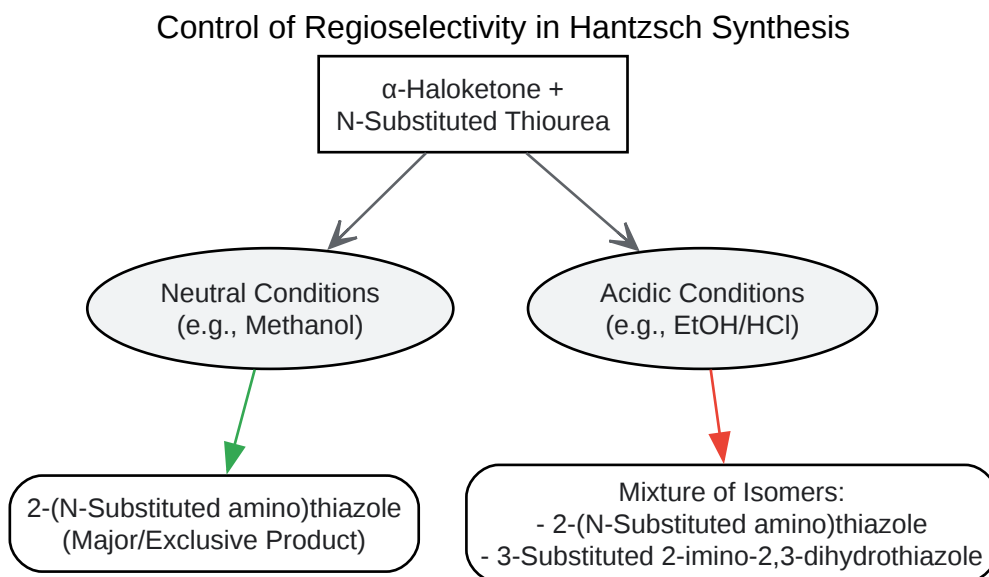 Control of Regioselectivity in Hantzsch Synthesis
α-Haloketone +
N-Substituted Thiourea
Neutral Conditions
(e.g., Methanol)
Acidic Conditions
(e.g., EtOH/HCl)
2-(N-Substituted amino)thiazole
(Major/Exclusive Product)
Mixture of Isomers:
- 2-(N-Substituted amino)thiazole
- 3-Substituted 2-imino-2,3-dihydrothiazole